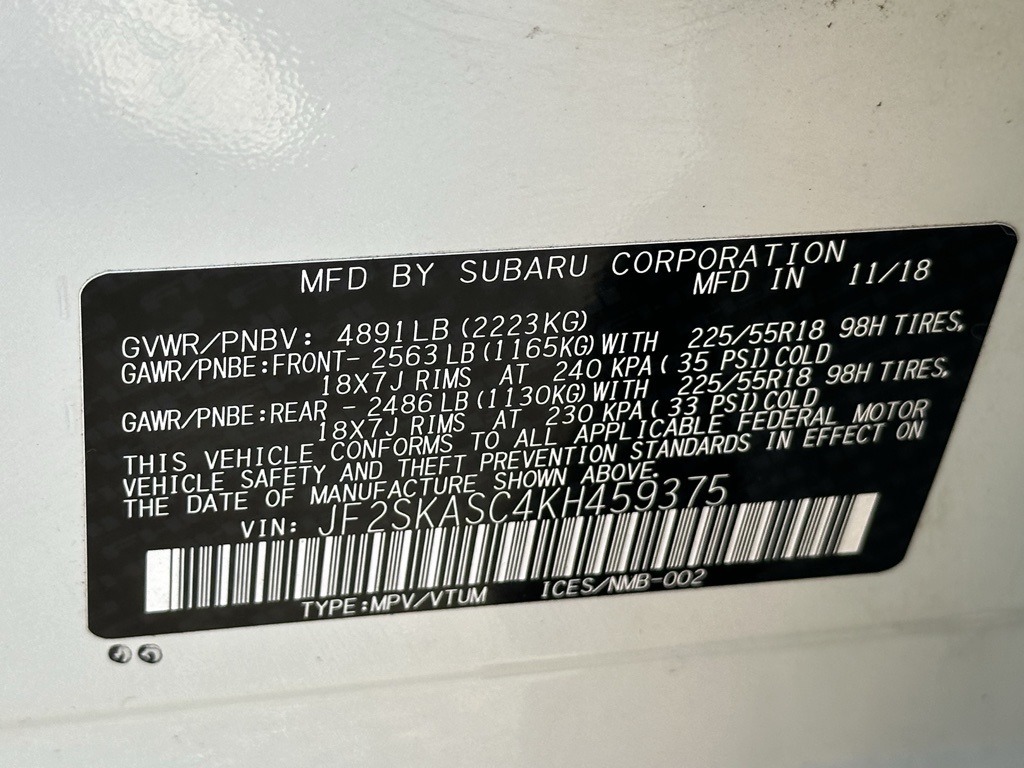 MFD BY SUBARU CORPORATION
MFD IN 11/18
GVWR/PNBV: 4891LB(2223KG)
GAWR/PNBE:FRONT- 2563LB(1165KG)WITH 225/55R18 98H TIRES,
18X7J RIMS AT 240 KPA(35 PSI)COLD
GAWR/PNBE:REAR - 2486LB(1130KG)WITH 225/55R18 98H TIRES,
18X7J RIMS AT 230 KPA(33 PSI)COLD
THIS VEHICLE CONFORMS TO ALL APPLICABLE FEDERAL MOTOR
VEHICLE SAFETY AND THEFT PREVENTION STANDARDS IN EFFECT ON
THE DATE OF MANUFACTURE SHOWN ABOVE.
VIN: JF2SKASC4KH459375
TYPE:MPV/VTUM ICES/NMB-002